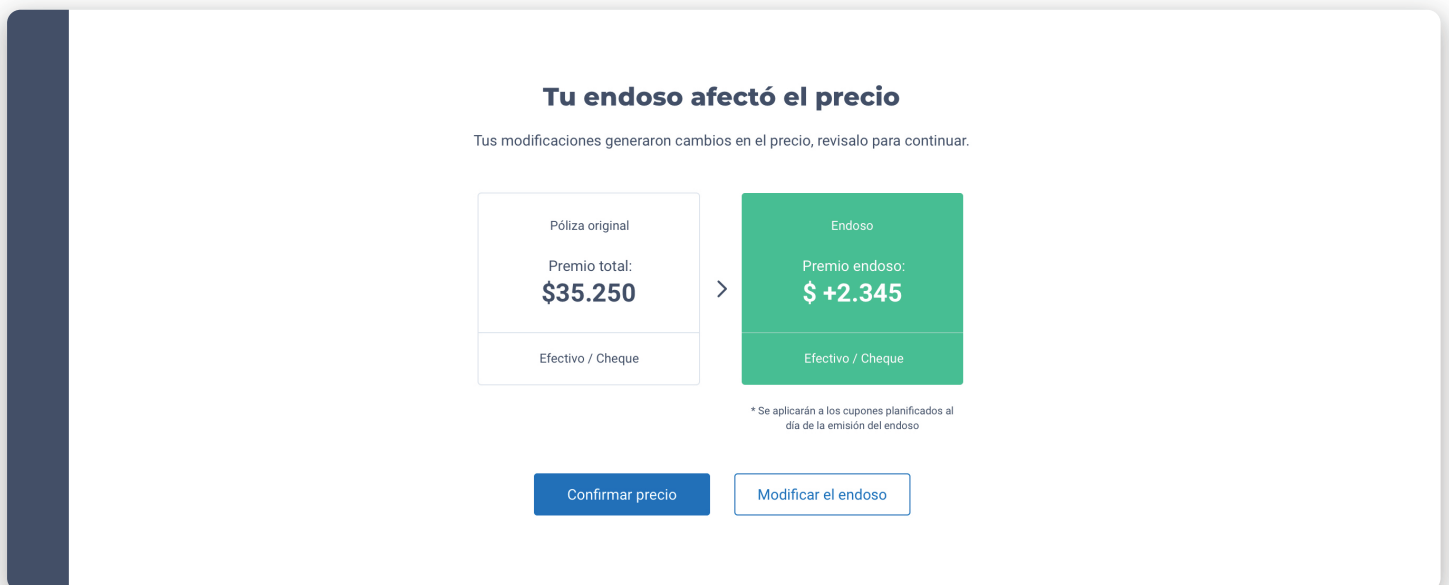 Tu endoso afectó el precio
Tus modificaciones generaron cambios en el precio, revisalo para continuar.
Póliza original
Premio total:
$35.250
Efectivo / Cheque
Endoso
Premio endoso:
$ +2.345
Efectivo / Cheque
* Se aplicarán a los cupones planificados al
día de la emisión del endoso
Confirmar precio
Modificar el endoso